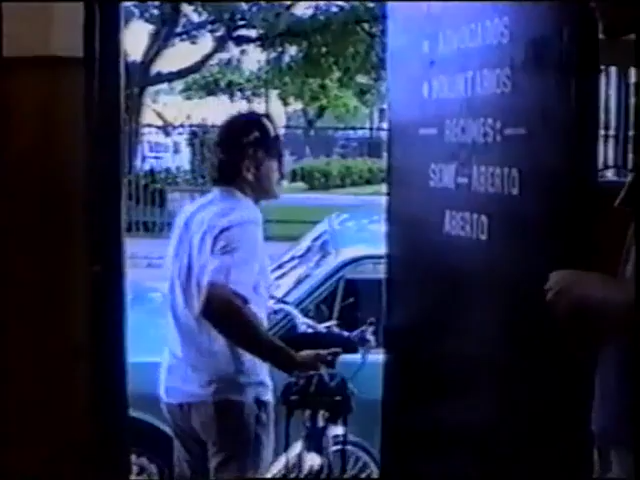 • ADVOGADOS
• VOLUNTARIOS
— REGIMES: —
SEMI-ABERTO
ABERTO